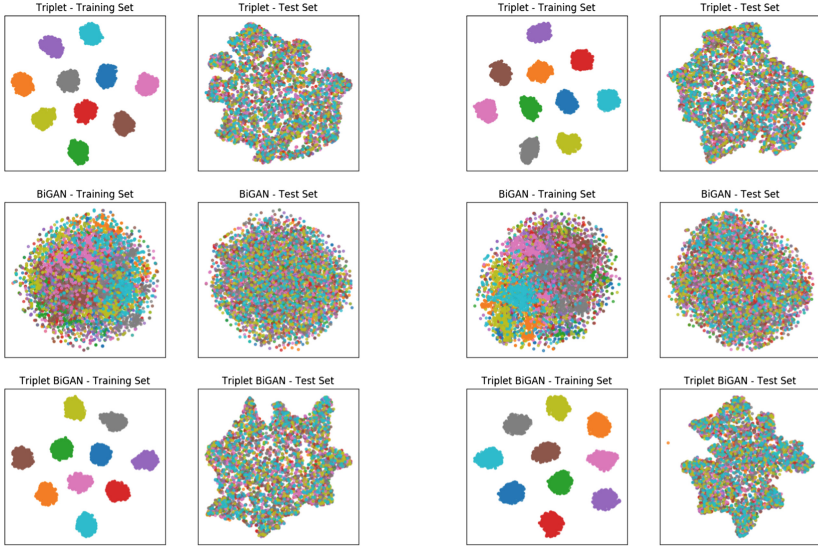 Triplet - Training Set
Triplet - Test Set
Triplet - Training Set
Triplet - Test Set
BiGAN - Training Set
BiGAN - Test Set
BiGAN - Training Set
BiGAN - Test Set
Triplet BiGAN - Training Set
Triplet BiGAN - Test Set
Triplet BiGAN - Training Set
Triplet BiGAN - Test Set